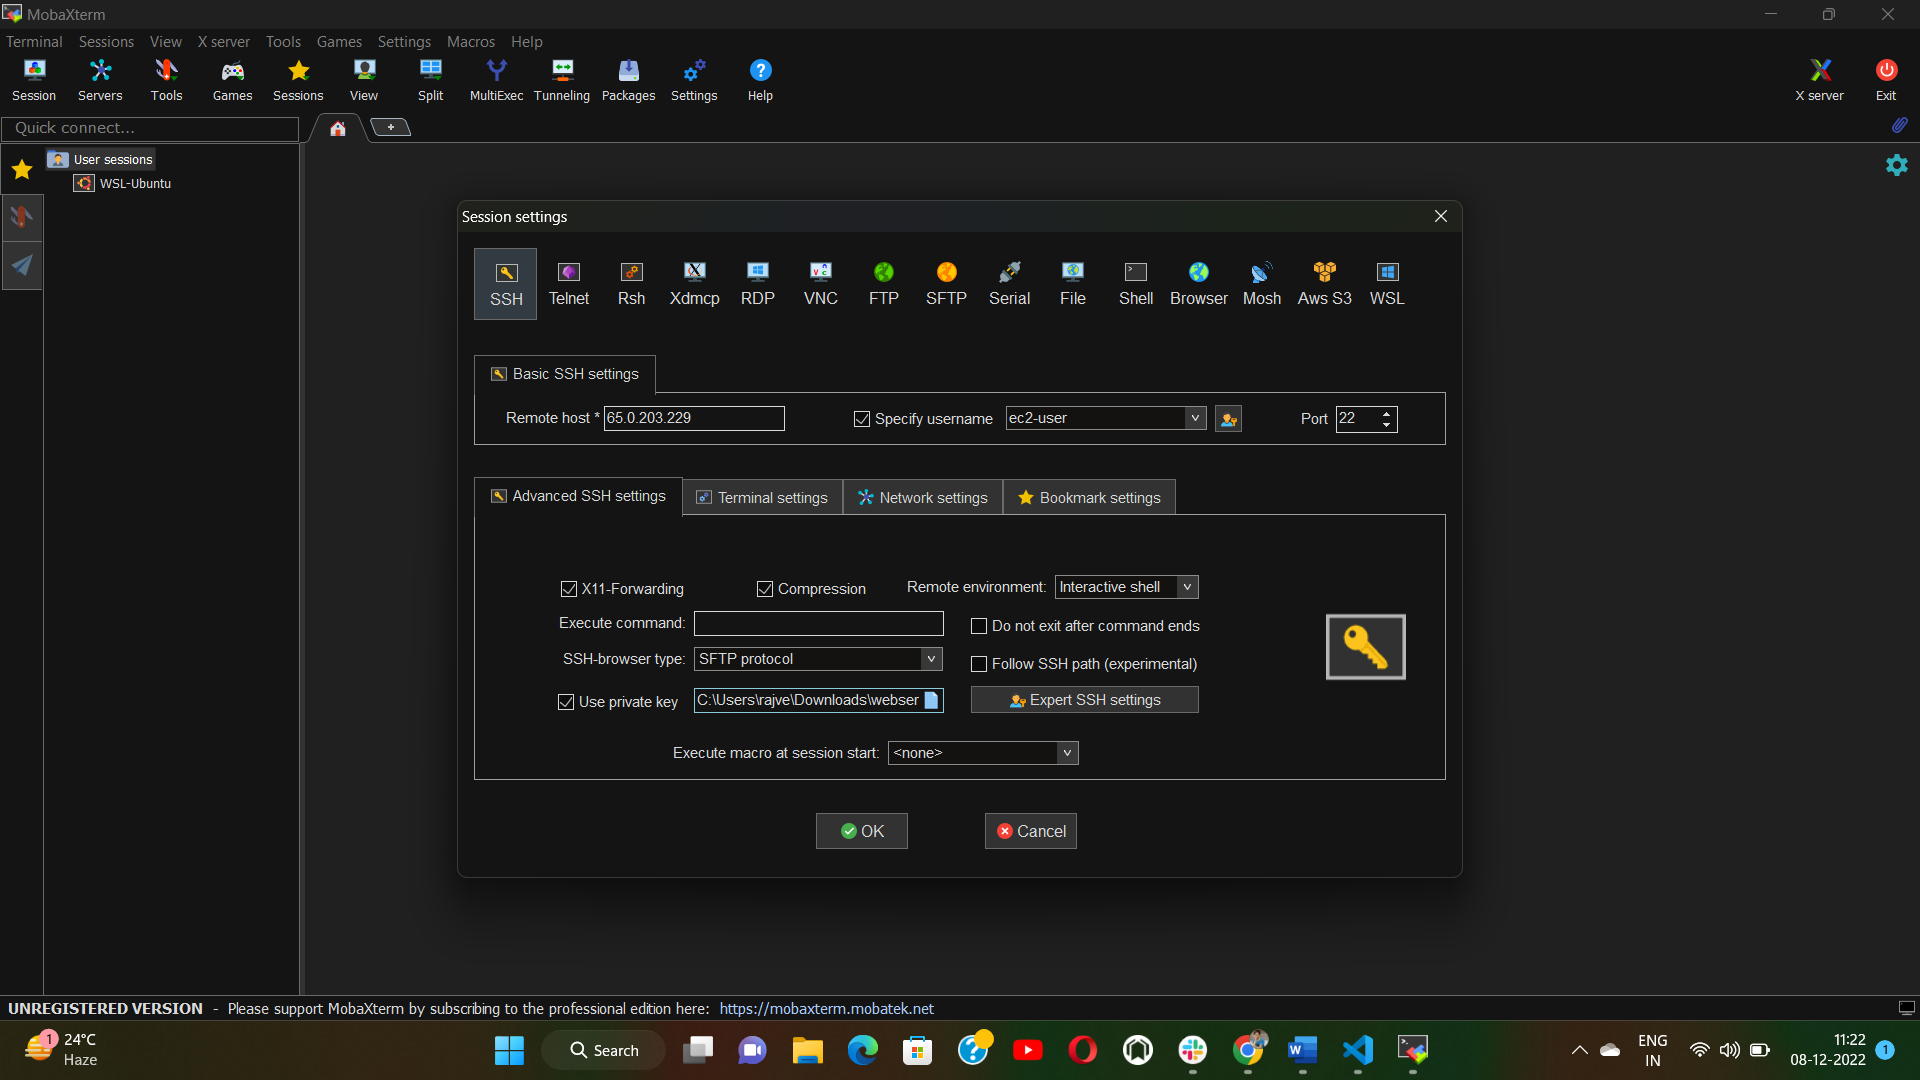 MobaXterm
Terminal Sessions View X server Tools Games Settings Macros Help
Session Servers Tools Games Sessions View Split MultiExec Tunneling Packages Settings Help X server Exit
Quick connect...
+
User sessions
WSL-Ubuntu
Session settings
SSH Telnet Rsh Xdmcp RDP VNC FTP SFTP Serial File Shell Browser Mosh Aws S3 WSL
Basic SSH settings
Remote host * 65.0.203.229 Specify username ec2-user Port 22
Advanced SSH settings Terminal settings Network settings Bookmark settings
X11-Forwarding Compression Remote environment: Interactive shell
Execute command: Do not exit after command ends
SSH-browser type: SFTP protocol Follow SSH path (experimental)
Use private key C:\Users\rajve\Downloads\webser Expert SSH settings
Execute macro at session start: <none>
OK Cancel
UNREGISTERED VERSION - Please support MobaXterm by subscribing to the professional edition here: https://mobaxterm.mobatek.net
1 24°C
Haze
Search
ENG
IN
11:22
08-12-2022
1